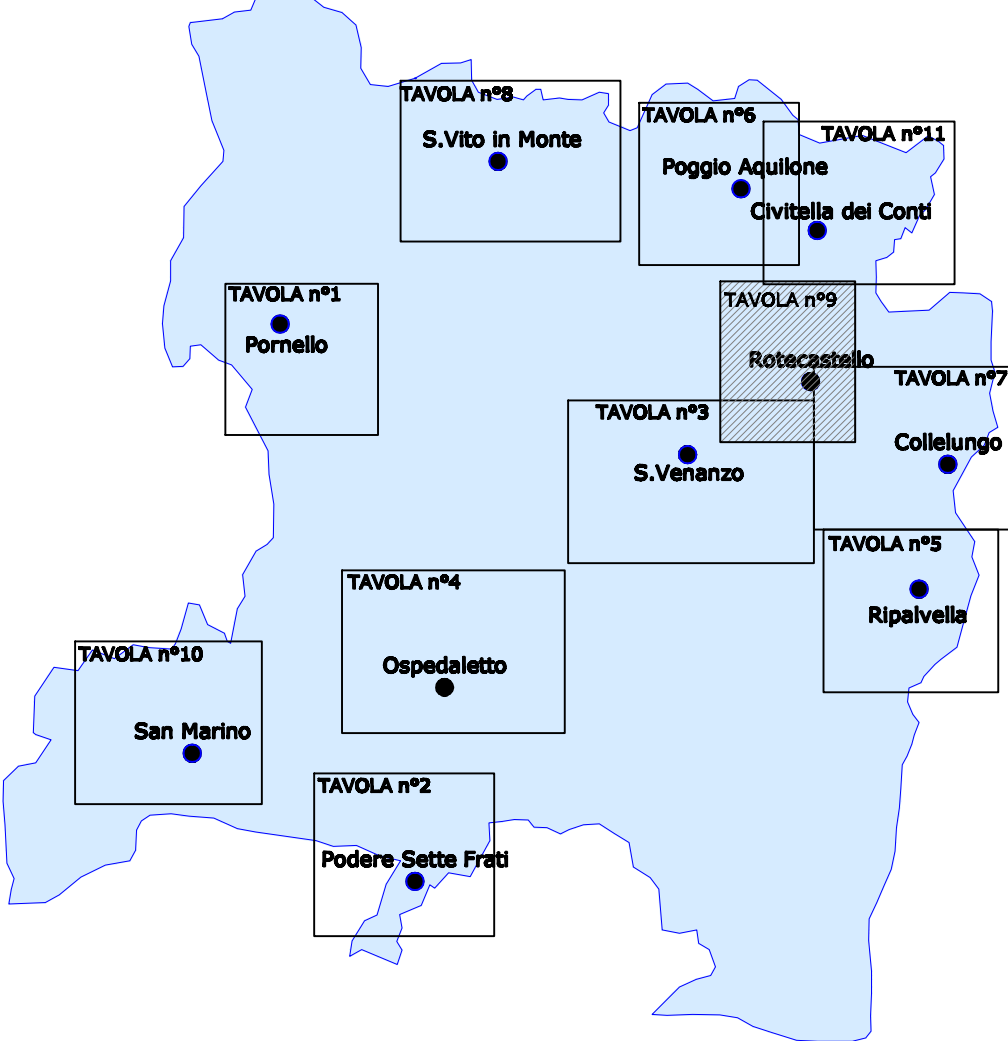 TAVOLA n°8
S.Vito in Monte
TAVOLA n°6
Poggio Aquilone
TAVOLA n°11
Civitella dei Conti
TAVOLA n°1
Pornello
TAVOLA n°9
Rotecastello
TAVOLA n°7
Collelungo
TAVOLA n°3
S.Venanzo
TAVOLA n°5
Ripalvella
TAVOLA n°4
Ospedaletto
TAVOLA n°10
San Marino
TAVOLA n°2
Podere Sette Frati